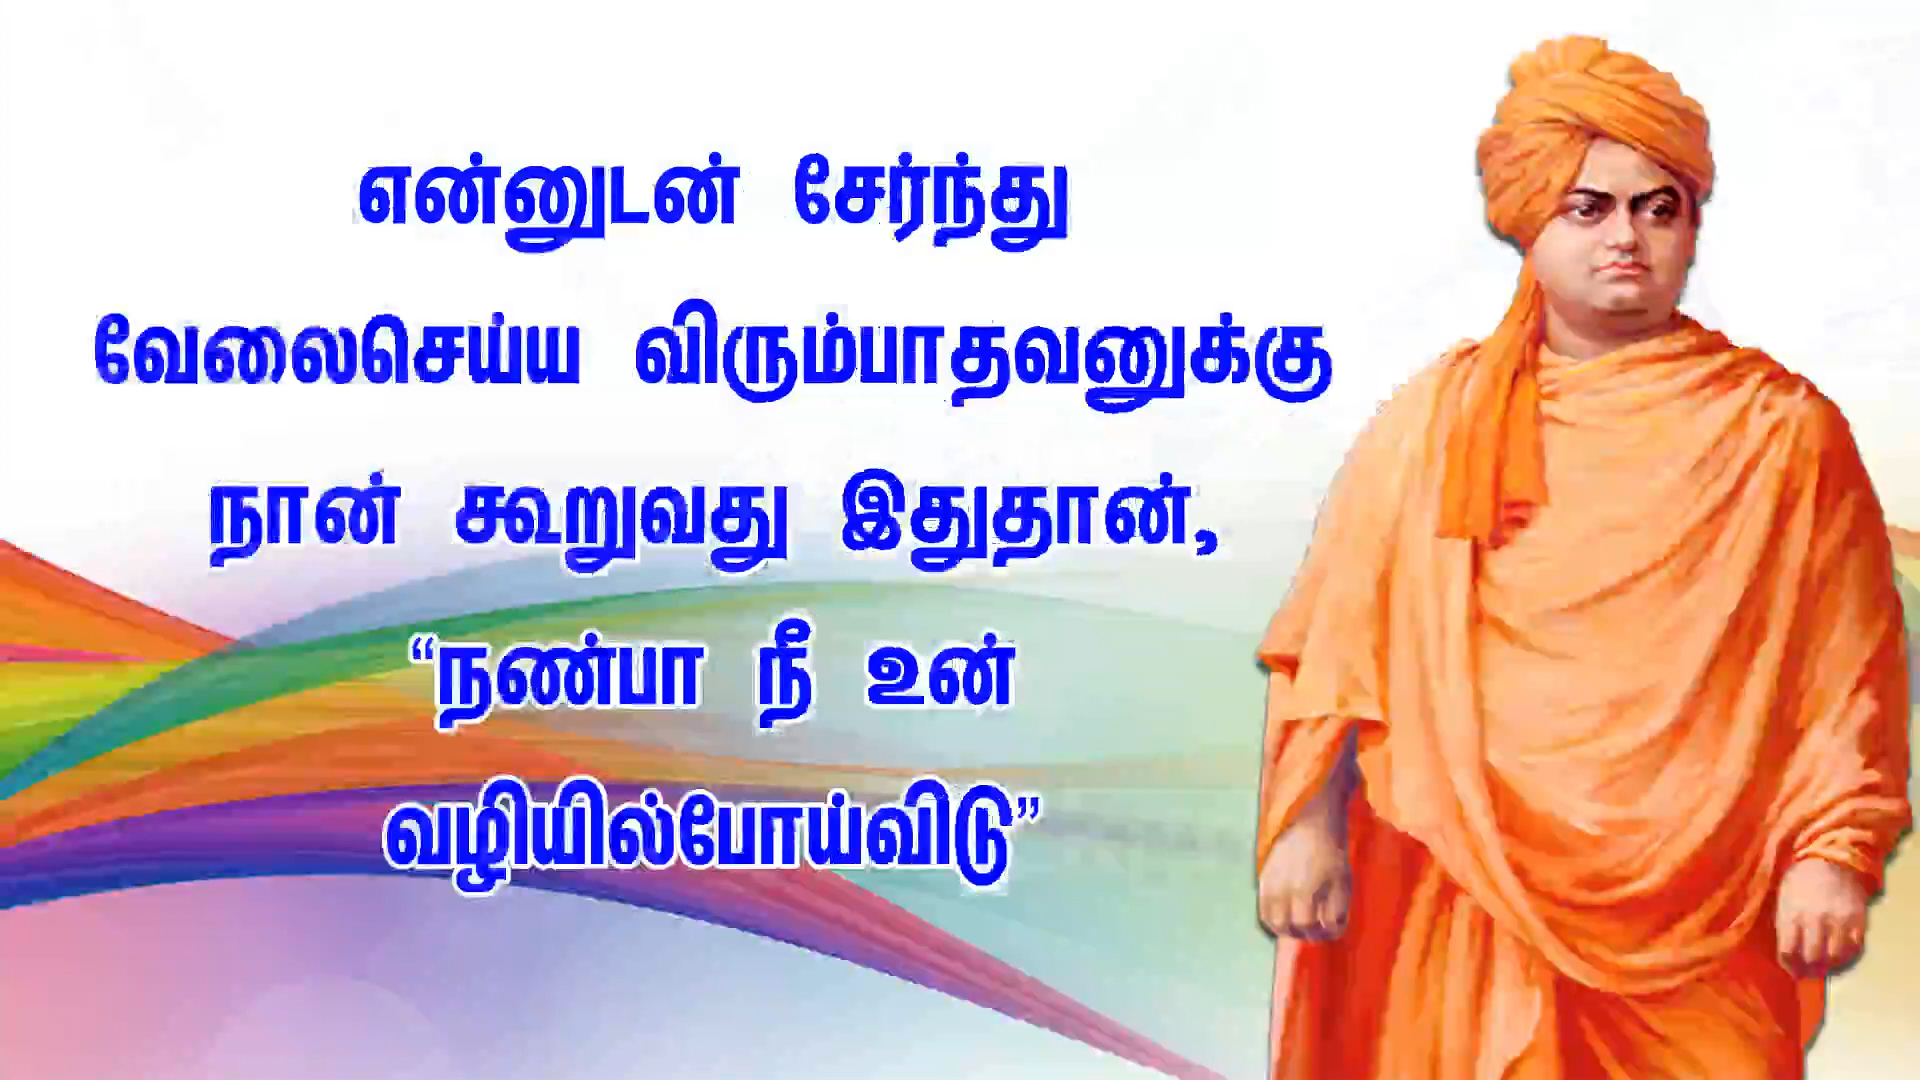 என்னுடன் சேர்ந்து
வேலைசெய்ய விரும்பாதவனுக்கு
நான் கூறுவது இதுதான்,
“நண்பா நீ உன்
வழியில்போய்விடு”